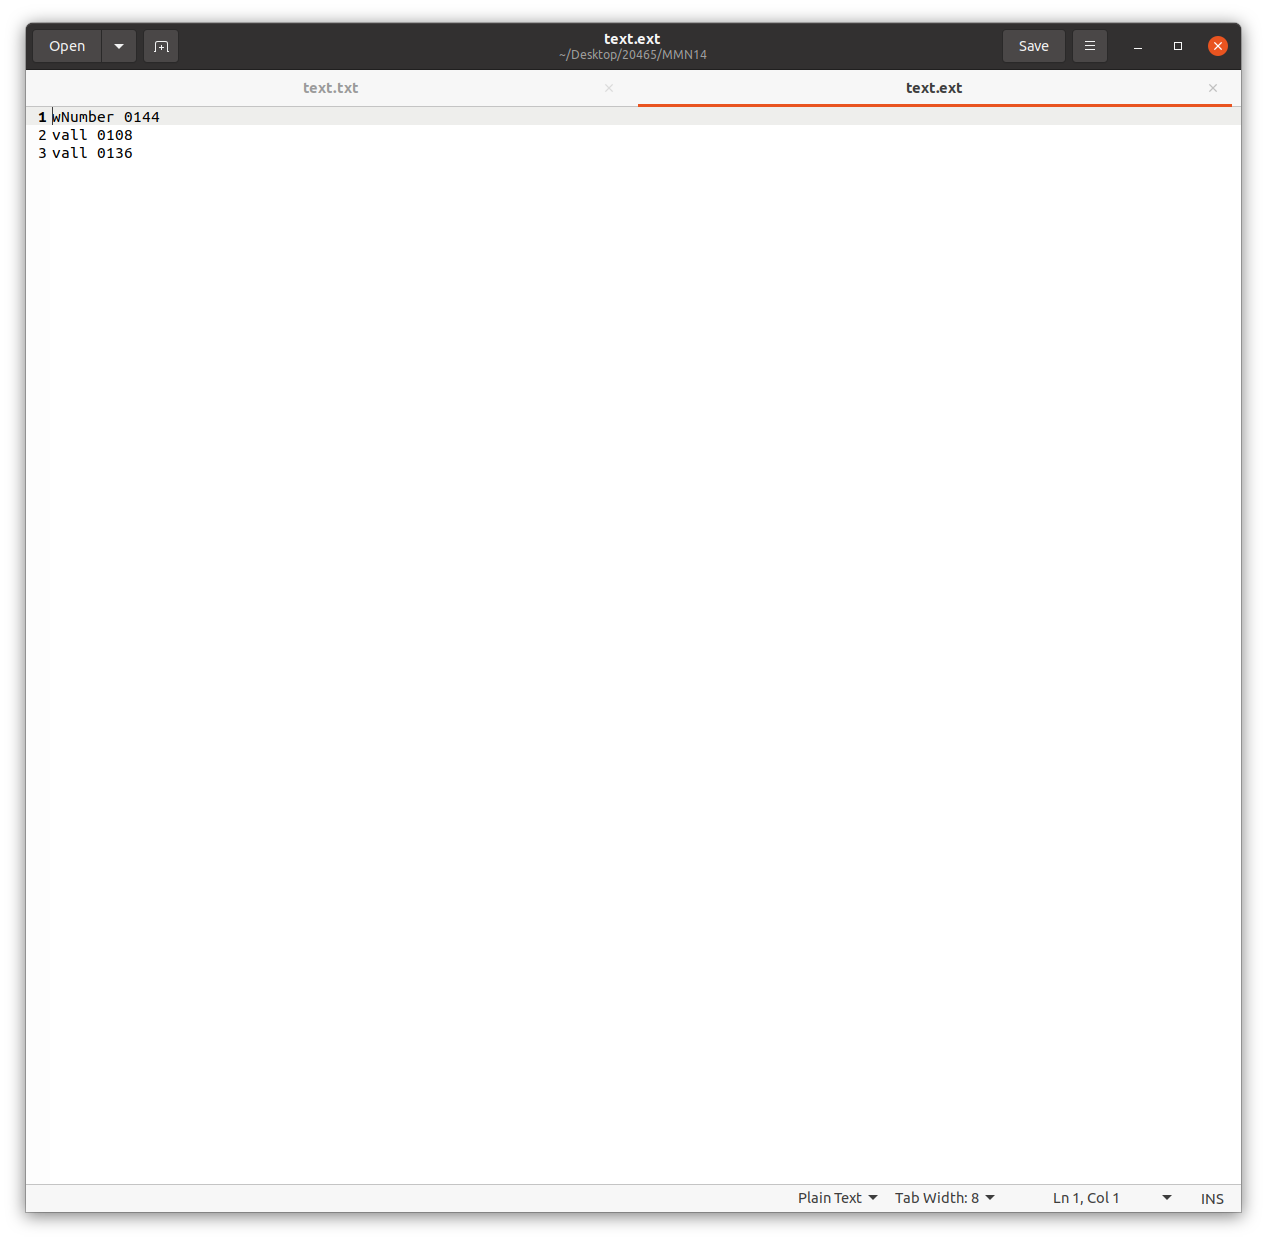 Open
text.ext
~/Desktop/20465/MMN14
Save
text.txt
text.ext
1 wNumber 0144
2 vall 0108
3 vall 0136
Plain Text
Tab Width: 8
Ln 1, Col 1
INS